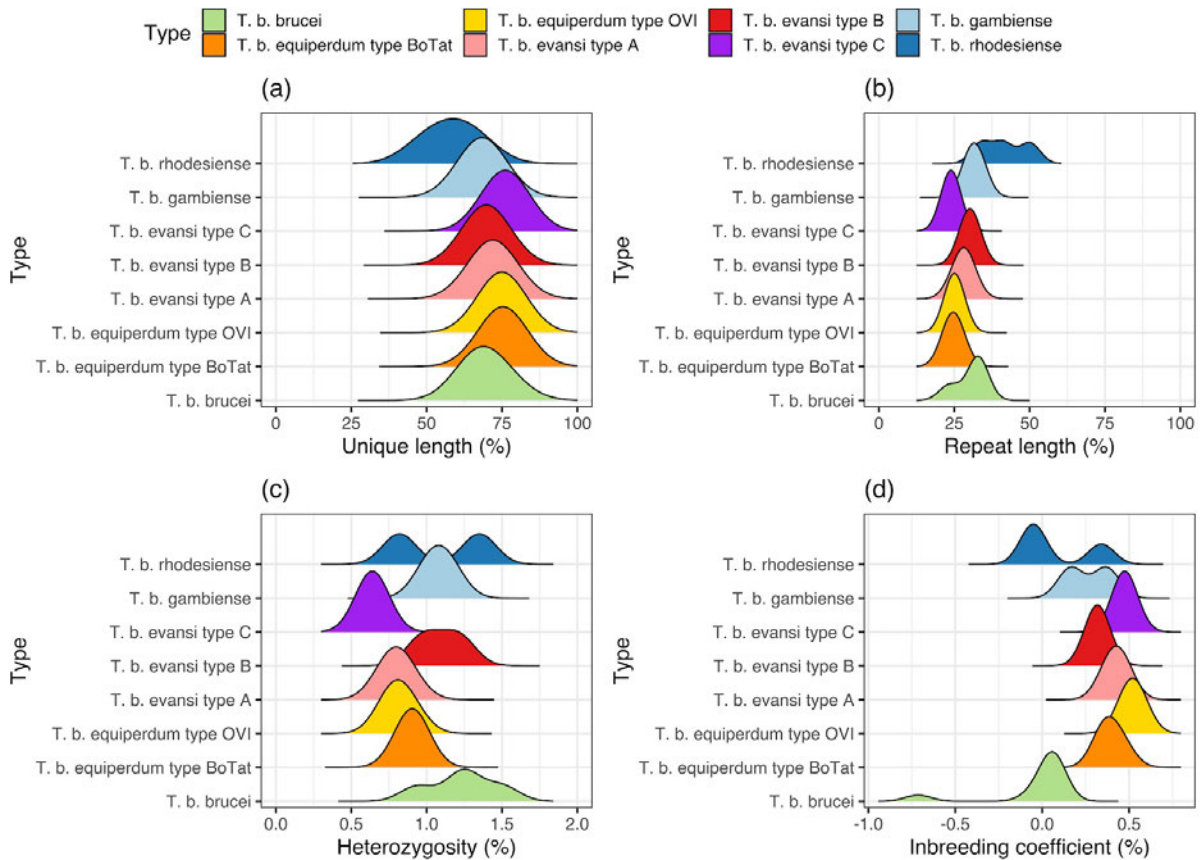 Type
T. b. brucei
T. b. equiperdum type OVI
T. b. evansi type B
T. b. gambiense
T. b. equiperdum type BoTat
T. b. evansi type A
T. b. evansi type C
T. b. rhodesiense
(a)
Type
T. b. rhodesiense
T. b. gambiense
T. b. evansi type C
T. b. evansi type B
T. b. evansi type A
T. b. equiperdum type OVI
T. b. equiperdum type BoTat
T. b. brucei
0 25 50 75 100
Unique length (%)
(b)
Type
T. b. rhodesiense
T. b. gambiense
T. b. evansi type C
T. b. evansi type B
T. b. evansi type A
T. b. equiperdum type OVI
T. b. equiperdum type BoTat
T. b. brucei
0 25 50 75 100
Repeat length (%)
(c)
Type
T. b. rhodesiense
T. b. gambiense
T. b. evansi type C
T. b. evansi type B
T. b. evansi type A
T. b. equiperdum type OVI
T. b. equiperdum type BoTat
T. b. brucei
0.0 0.5 1.0 1.5 2.0
Heterozygosity (%)
(d)
Type
T. b. rhodesiense
T. b. gambiense
T. b. evansi type C
T. b. evansi type B
T. b. evansi type A
T. b. equiperdum type OVI
T. b. equiperdum type BoTat
T. b. brucei
-1.0 -0.5 0.0 0.5
Inbreeding coefficient (%)